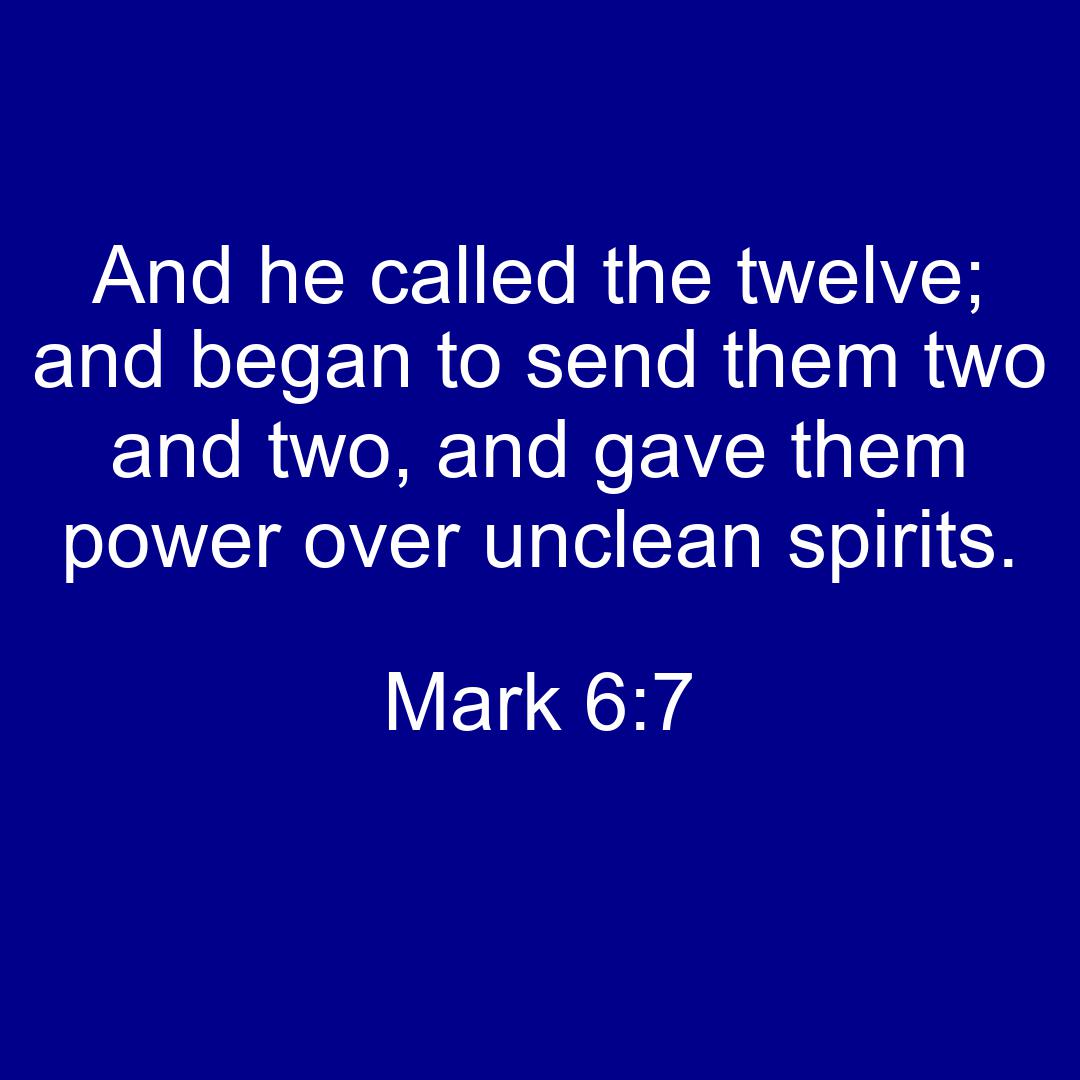 And he called the twelve;
and began to send them two
and two, and gave them
power over unclean spirits.
Mark 6:7